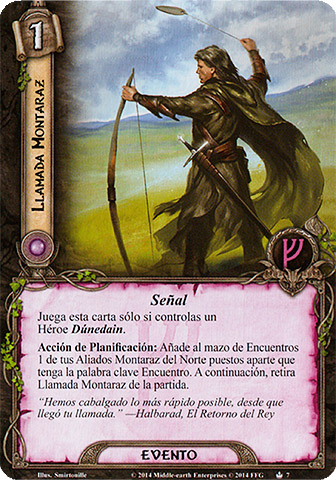 1
LLAMADA MONTARAZ
Señal
Juega esta carta sólo si controlas un
Héroe Dúnedain.
Acción de Planificación: Añade al mazo de Encuentros
1 de tus Aliados Montaraz del Norte puestos aparte que
tenga la palabra clave Encuentro. A continuación, retira
Llamada Montaraz de la partida.
“Hemos cabalgado lo más rápido posible, desde que
llegó tu llamada.” —Halbarad, El Retorno del Rey
EVENTO
Illus. Smirtouille
© 2014 Middle-earth Enterprises © 2014 FFG
7